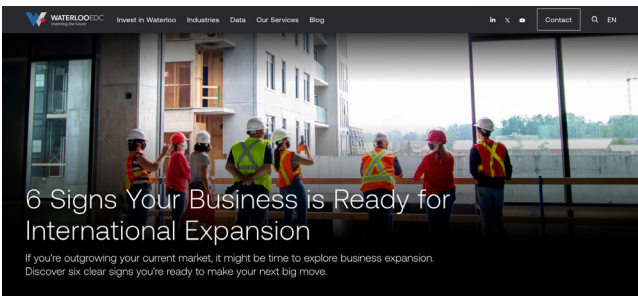 WATERLOOEDC
inventing the future
Invest in Waterloo Industries Data Our Services Blog
in X Contact EN
6 Signs Your Business is Ready for
International Expansion
If you're outgrowing your current market, it might be time to explore business expansion.
Discover six clear signs you're ready to make your next big move.